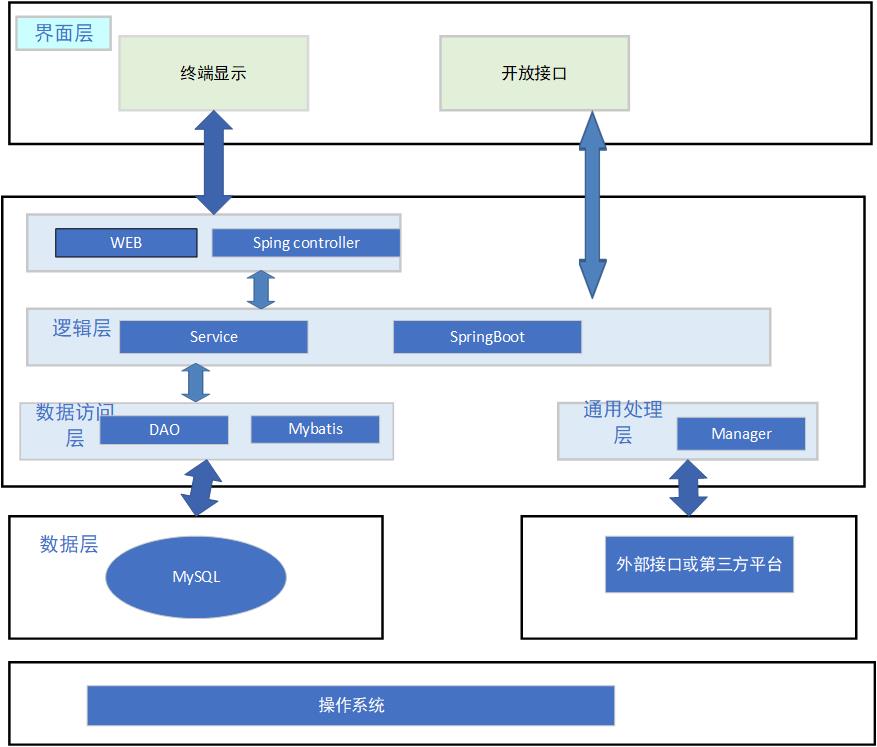 界面层
终端显示
开放接口
WEB
Sping controller
逻辑层
Service
SpringBoot
数据访问
层
DAO
Mybatis
通用处理
层
Manager
数据层
MySQL
外部接口或第三方平台
操作系统